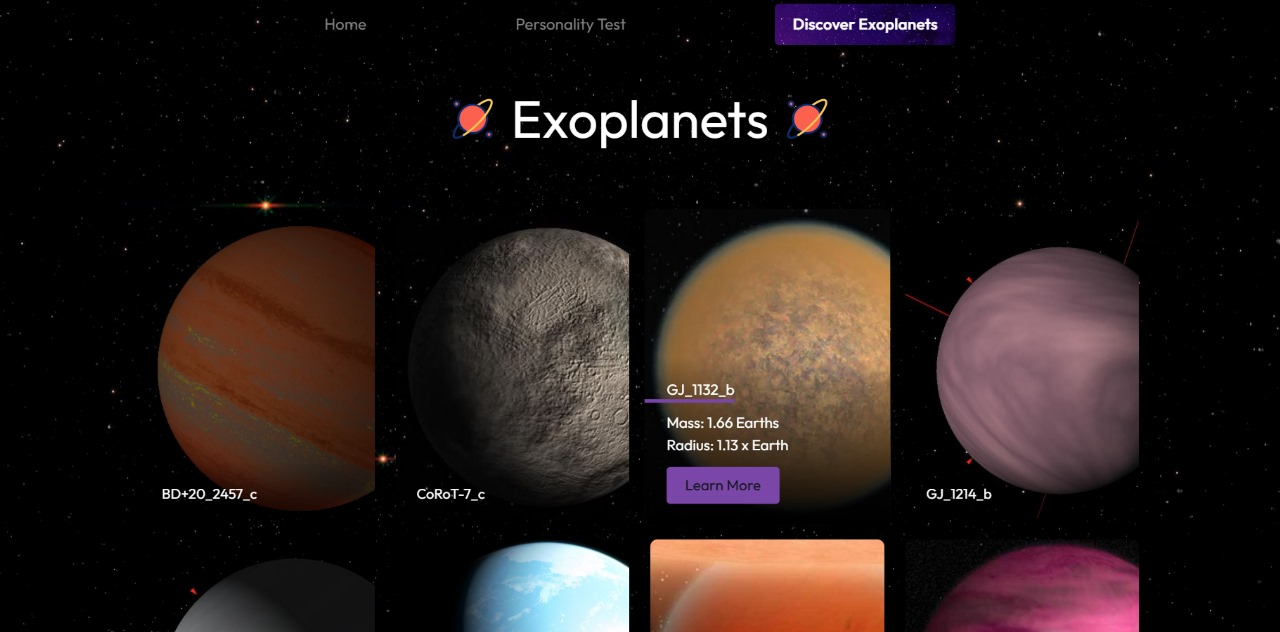 Home
Personality Test
Discover Exoplanets
Exoplanets
BD+20_2457_c
CoRoT-7_c
GJ_1132_b
Mass: 1.66 Earths
Radius: 1.13 x Earth
Learn More
GJ_1214_b